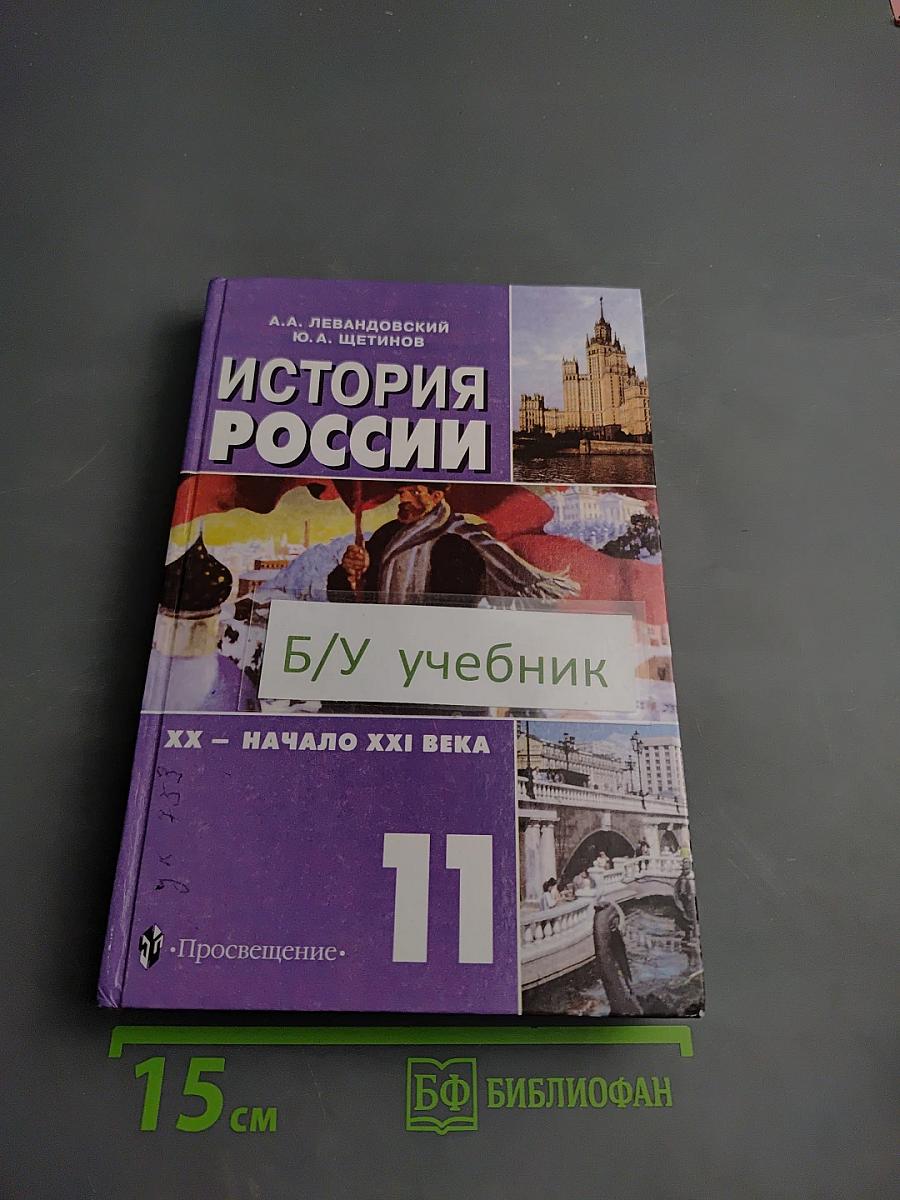 А.А. ЛЕВАНДОВСКИЙ
Ю.А. ЩЕТИНОВ
ИСТОРИЯ
РОССИИ
Б/У учебник
XX – НАЧАЛО XXI ВЕКА
11
·Просвещение·
15 см
БФ БИБЛИОФАН